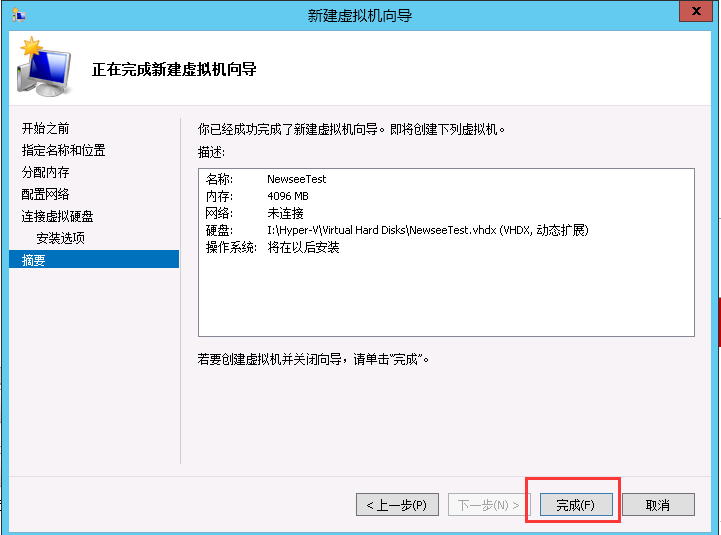 新建虚拟机向导
正在完成新建虚拟机向导
开始之前
指定名称和位置
分配内存
配置网络
连接虚拟硬盘
安装选项
摘要
你已经成功完成了新建虚拟机向导。即将创建下列虚拟机。
描述:
名称: NewseeTest
内存: 4096 MB
网络: 未连接
硬盘: I:\Hyper-V\Virtual Hard Disks\NewseeTest.vhdx (VHDX, 动态扩展)
操作系统: 将在以后安装
若要创建虚拟机并关闭向导，请单击“完成”。
< 上一步(P)
下一步(N) >
完成(F)
取消